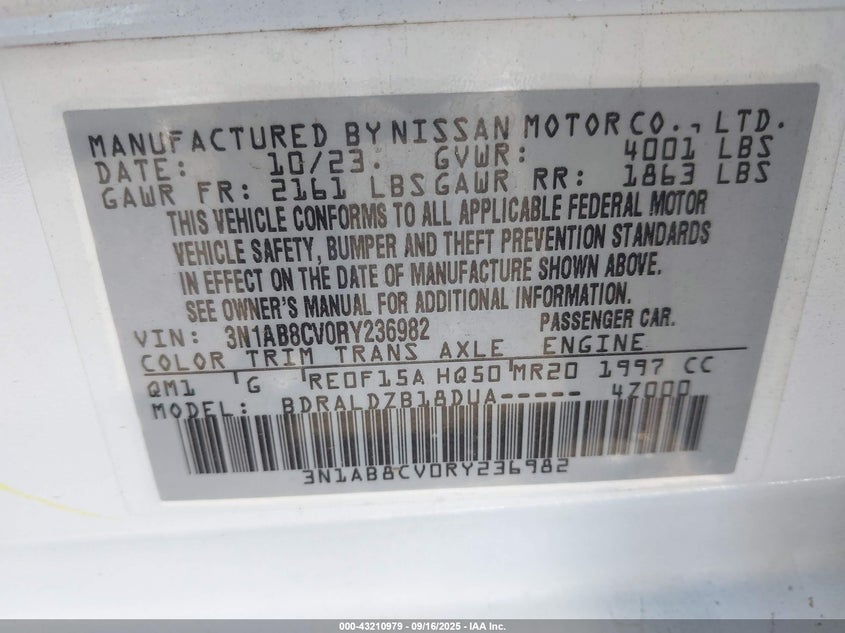 MANUFACTURED BY NISSAN MOTOR CO., LTD.
DATE: 10/23. GVWR: 4001 LBS
GAWR FR: 2161 LBS GAWR RR: 1863 LBS
THIS VEHICLE CONFORMS TO ALL APPLICABLE FEDERAL MOTOR
VEHICLE SAFETY, BUMPER AND THEFT PREVENTION STANDARDS
IN EFFECT ON THE DATE OF MANUFACTURE SHOWN ABOVE.
SEE OWNER'S MANUAL FOR ADDITIONAL INFORMATION.
VIN: 3N1AB8CV0RY236982 PASSENGER CAR.
COLOR TRIM TRANS AXLE ENGINE
QM1 G RE0F15A HQ50 MR20 1997 CC
MODEL: BDRALDZB18DUA----- 4Z000
3N1AB8CV0RY236982
000-43210979 - 09/16/2025 - IAA Inc.